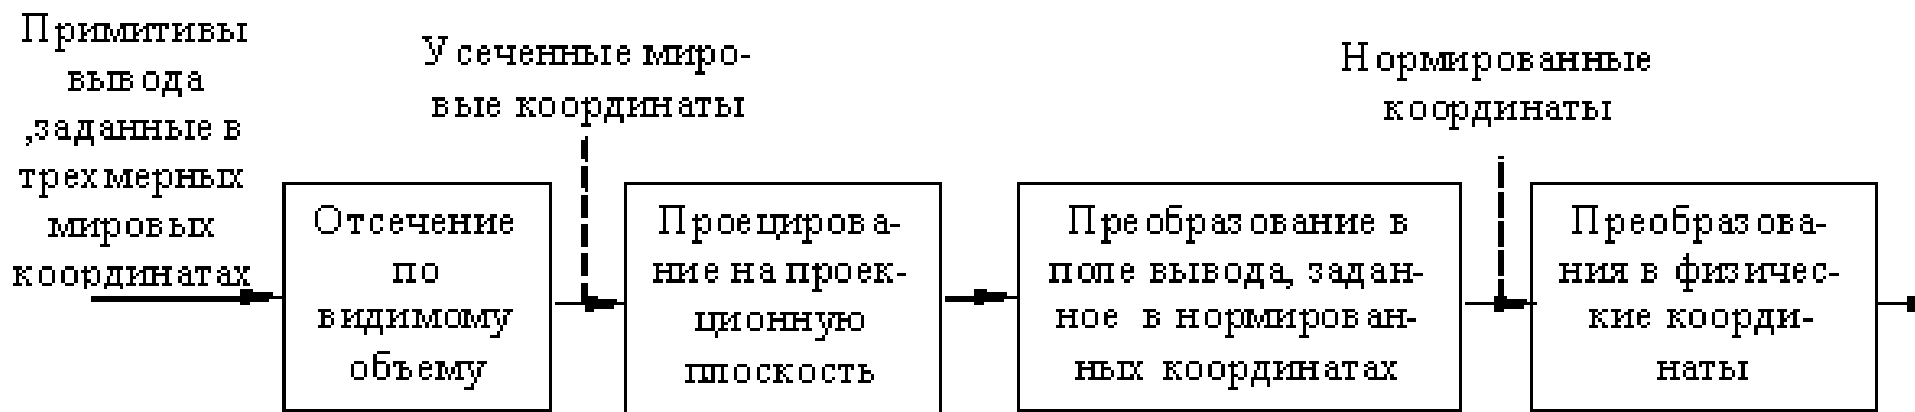 Примитивы
вывода
,заданные в
трехмерных
мировых
координатах
Усеченные миро-
вые координаты
Нормированные
координаты
Отсечение
по
видимому
объему
Проецирова-
ние на проек-
ционную
плоскость
Преобразование в
поле вывода, задан-
ное в нормирован-
ных координатах
Преобразова-
ния в физичес-
кие коорди-
наты